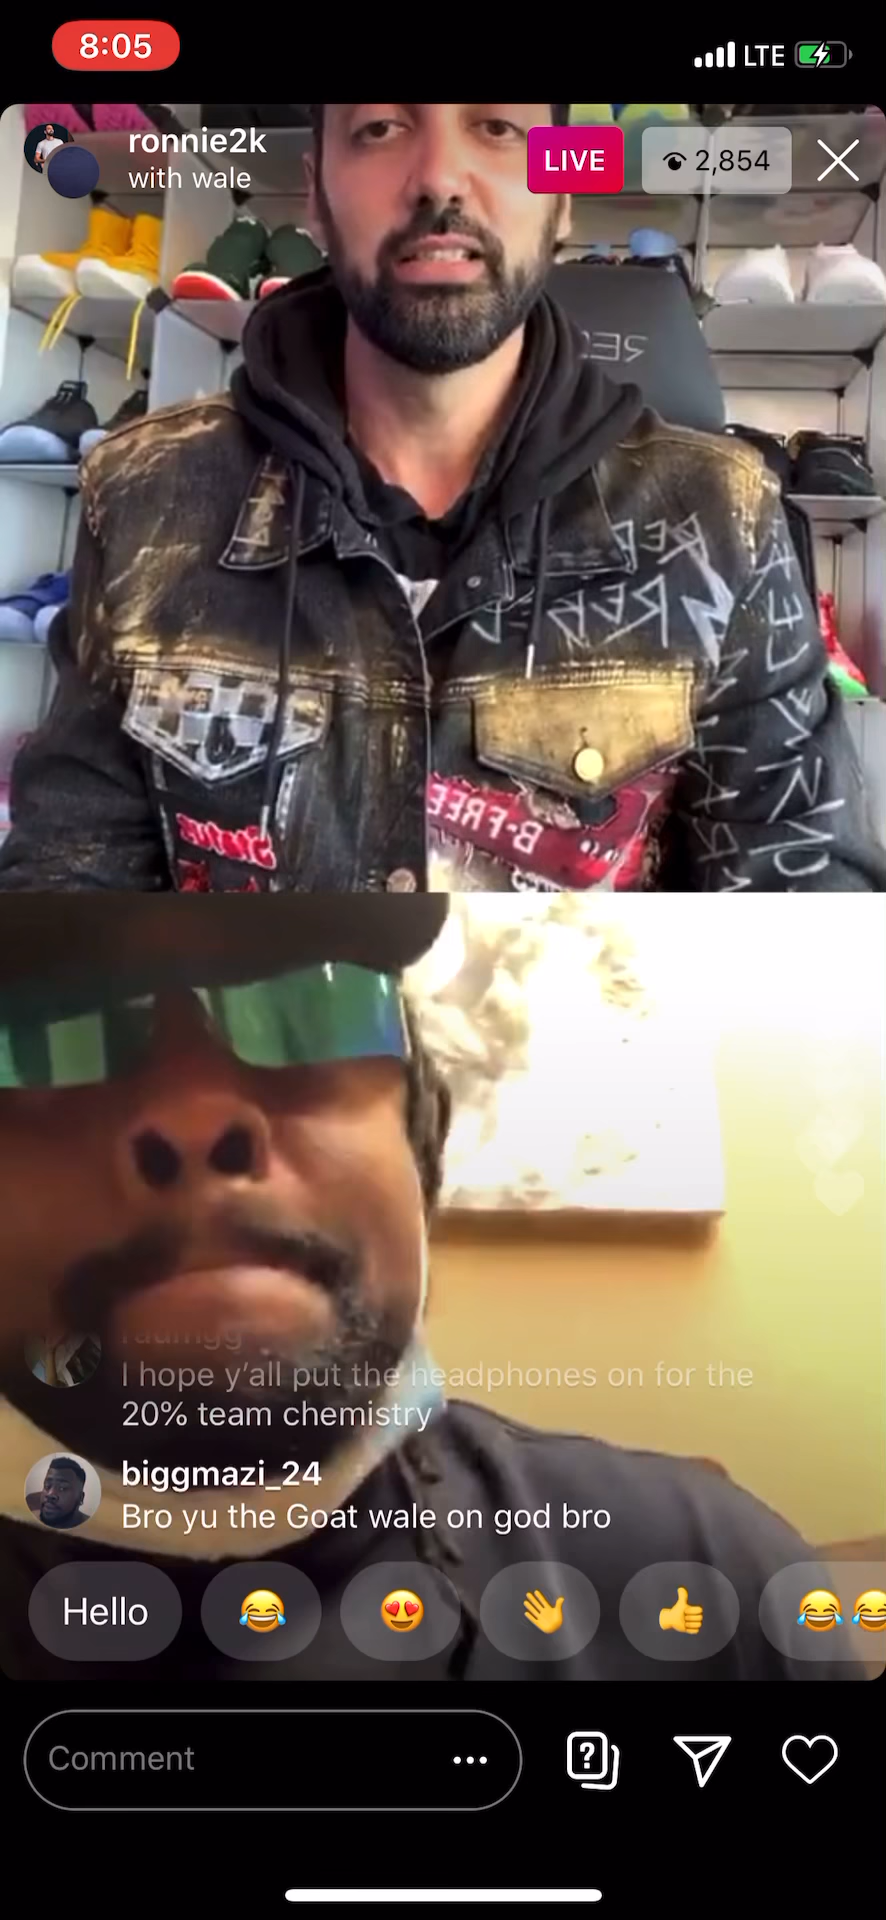 8:05
LTE
ronnie2k
with wale
LIVE
2,854
B-FREE
I hope y’all put the headphones on for the
20% team chemistry
biggmazi_24
Bro yu the Goat wale on god bro
Hello
Comment